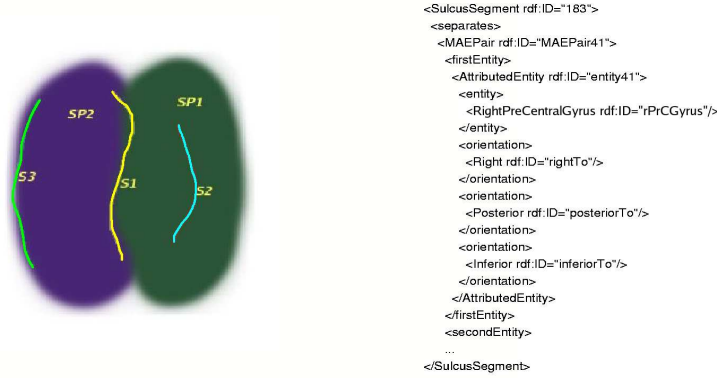 SP2
SP1
S3
S1
S2
<SulcusSegment rdf:ID="183">
<separates>
<MAEPair rdf:ID="MAEPair41">
<firstEntity>
<AttributedEntity rdf:ID="entity41">
<entity>
<RightPreCentralGyrus rdf:ID="rPrCGyrus"/>
</entity>
<orientation>
<Right rdf:ID="rightTo"/>
</orientation>
<orientation>
<Posterior rdf:ID="posteriorTo"/>
</orientation>
<orientation>
<Inferior rdf:ID="inferiorTo"/>
</orientation>
</AttributedEntity>
</firstEntity>
<secondEntity>
...
</SulcusSegment>